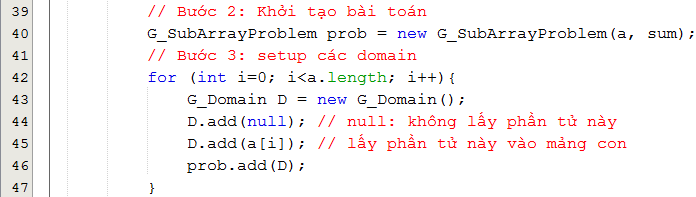 39 // Bước 2: Khởi tạo bài toán
40 G_SubArrayProblem prob = new G_SubArrayProblem(a, sum);
41 // Bước 3: setup các domain
42 for (int i=0; i<a.length; i++){
43 G_Domain D = new G_Domain();
44 D.add(null); // null: không lấy phần tử này
45 D.add(a[i]); // lấy phần tử này vào mảng con
46 prob.add(D);
47 }